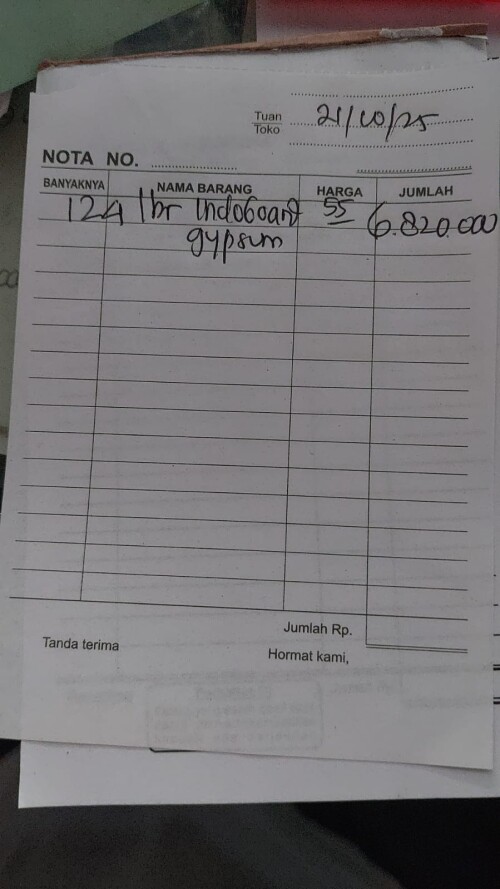 Tuan
Toko
21/10/25
NOTA NO.
BANYAKNYA NAMA BARANG HARGA JUMLAH
124 lbr Indoboard 55 6.820.000
gypsum
Jumlah Rp.
Tanda terima
Hormat kami,